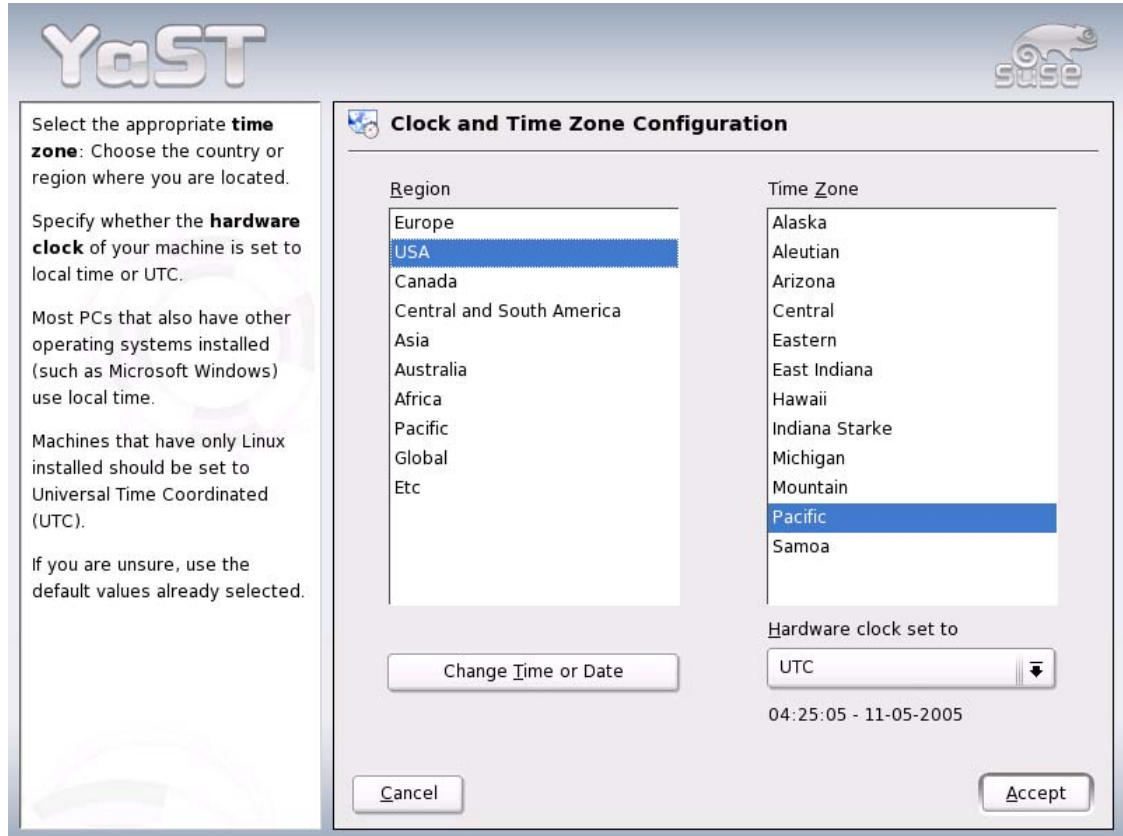 YaST
suse
Select the appropriate time
zone: Choose the country or
region where you are located.
Specify whether the hardware
clock of your machine is set to
local time or UTC.
Most PCs that also have other
operating systems installed
(such as Microsoft Windows)
use local time.
Machines that have only Linux
installed should be set to
Universal Time Coordinated
(UTC).
If you are unsure, use the
default values already selected.
Clock and Time Zone Configuration
Region
Europe
USA
Canada
Central and South America
Asia
Australia
Africa
Pacific
Global
Etc
Change Time or Date
Time Zone
Alaska
Aleutian
Arizona
Central
Eastern
East Indiana
Hawaii
Indiana Starke
Michigan
Mountain
Pacific
Samoa
Hardware clock set to
UTC
04:25:05 - 11-05-2005
Cancel
Accept